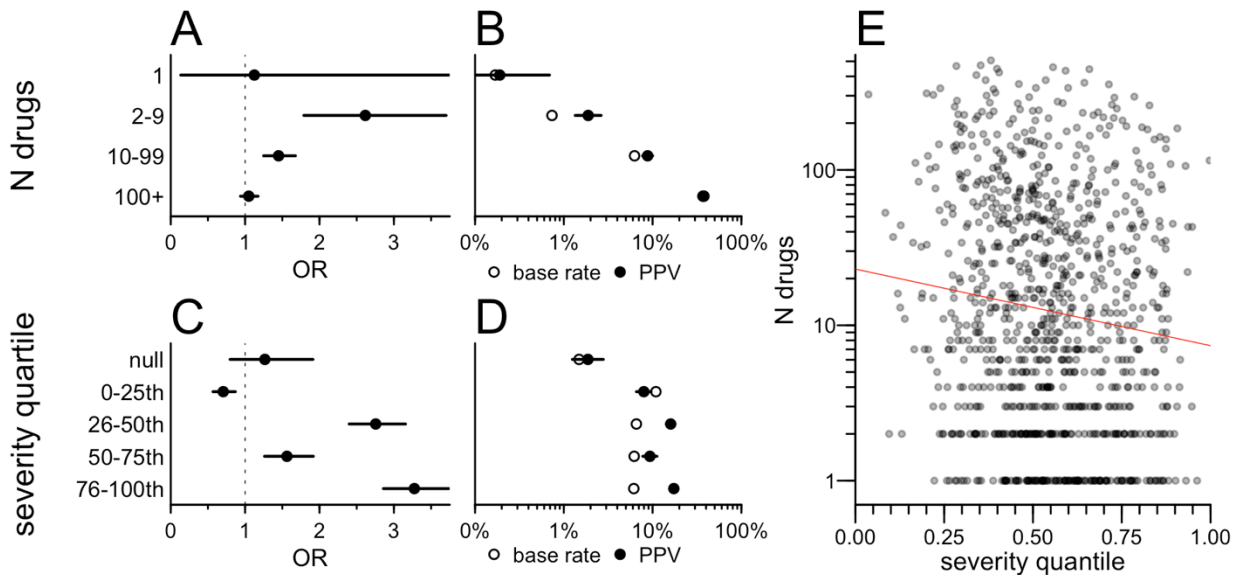 A
B
E
N drugs
1
2-9
10-99
100+
0
1
2
3
OR
0%
1%
10%
100%
base rate
PPV
C
D
severity quartile
null
0-25th
26-50th
50-75th
76-100th
0
1
2
3
OR
0%
1%
10%
100%
base rate
PPV
N drugs
100
10
1
0.00
0.25
0.50
0.75
1.00
severity quantile